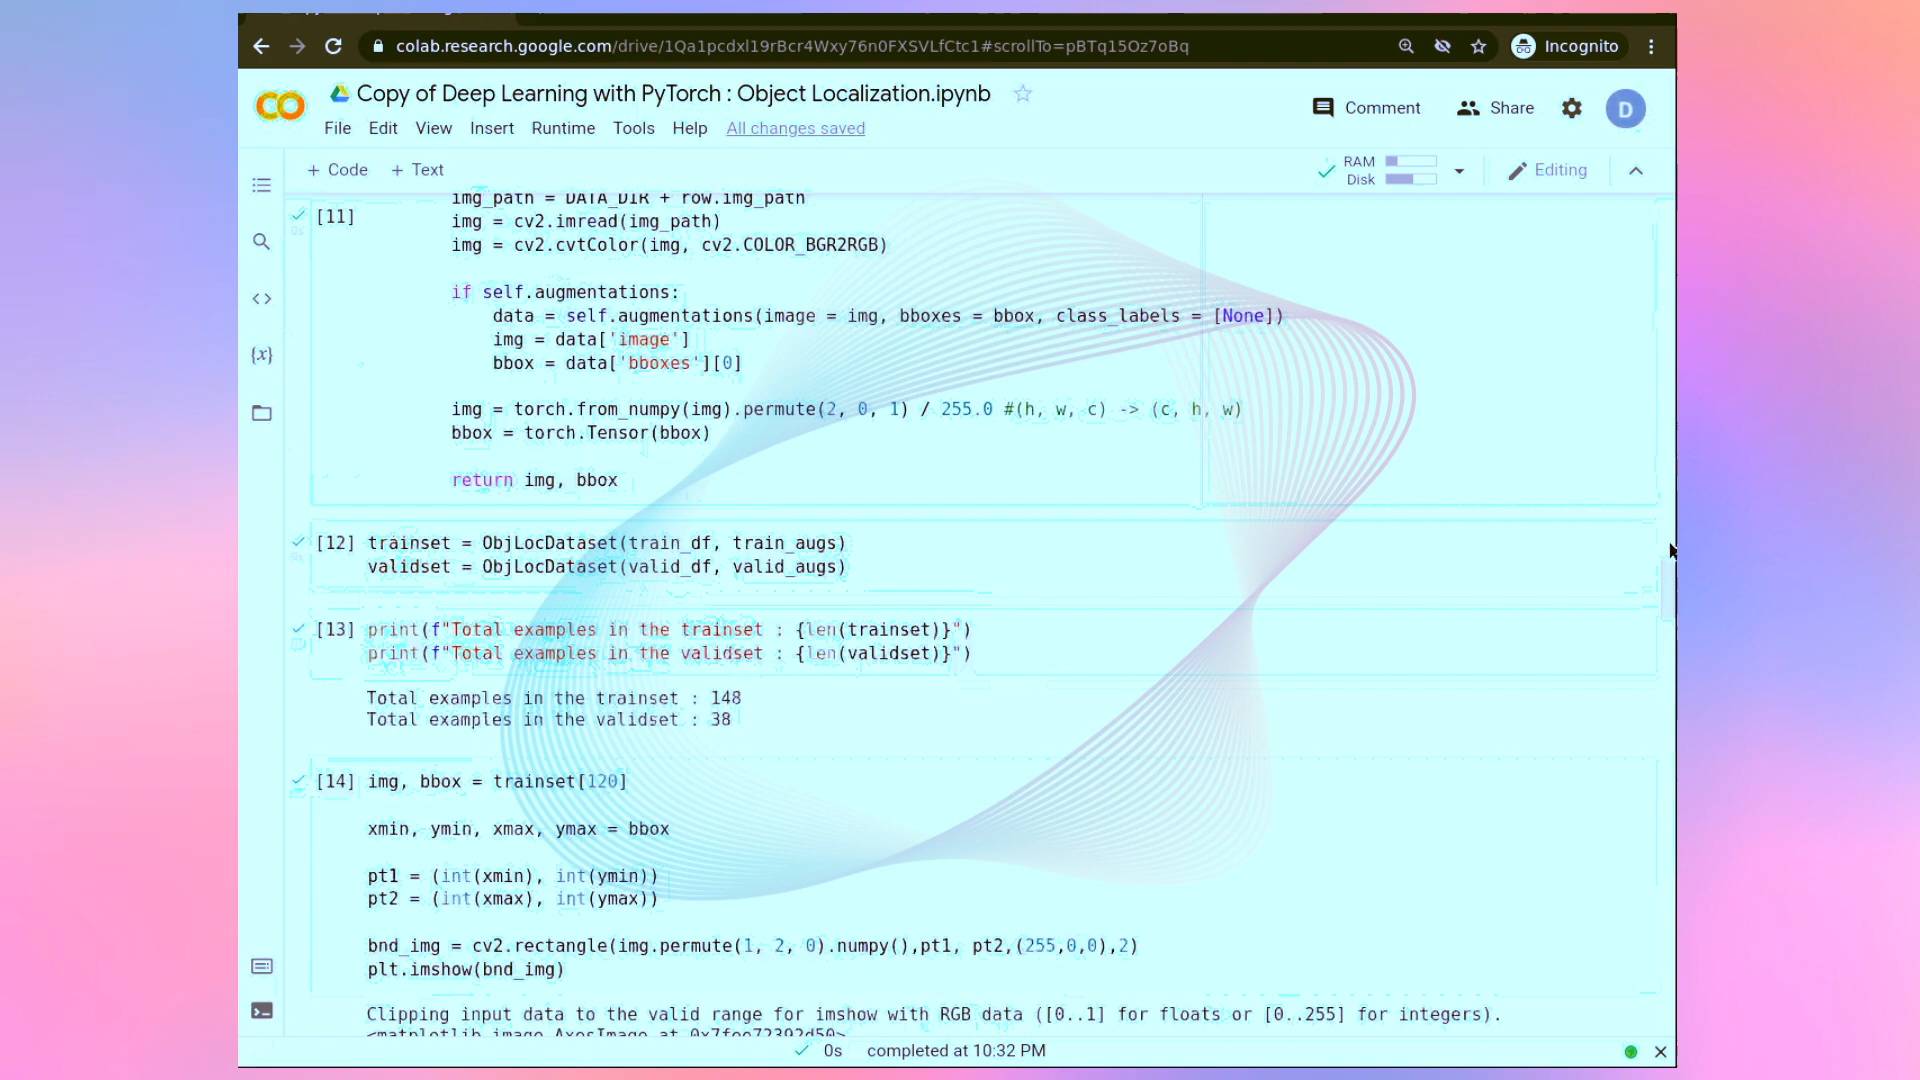 colab.research.google.com/drive/1Qa1pcdxl19rBcr4Wxy76n0FXSVLfCtc1#scrollTo=pBTq15Oz7oBq
Incognito
Copy of Deep Learning with PyTorch : Object Localization.ipynb
Comment
Share
D
File Edit View Insert Runtime Tools Help All changes saved
+ Code + Text
RAM
Disk
Editing
img_path = DATA_DIR + row.img_path
[11]
img = cv2.imread(img_path)
img = cv2.cvtColor(img, cv2.COLOR_BGR2RGB)
if self.augmentations:
data = self.augmentations(image = img, bboxes = bbox, class_labels = [None])
img = data['image']
bbox = data['bboxes'][0]
img = torch.from_numpy(img).permute(2, 0, 1) / 255.0 #(h, w, c) -> (c, h, w)
bbox = torch.Tensor(bbox)
return img, bbox
[12] trainset = ObjLocDataset(train_df, train_augs)
validset = ObjLocDataset(valid_df, valid_augs)
[13] print(f"Total examples in the trainset : {len(trainset)}")
print(f"Total examples in the validset : {len(validset)}")
Total examples in the trainset : 148
Total examples in the validset : 38
[14] img, bbox = trainset[120]
xmin, ymin, xmax, ymax = bbox
pt1 = (int(xmin), int(ymin))
pt2 = (int(xmax), int(ymax))
bnd_img = cv2.rectangle(img.permute(1, 2, 0).numpy(),pt1, pt2,(255,0,0),2)
plt.imshow(bnd_img)
Clipping input data to the valid range for imshow with RGB data ([0..1] for floats or [0..255] for integers).
<matplotlib.image.AxesImage at 0x7fee72392d50>
0s completed at 10:32 PM